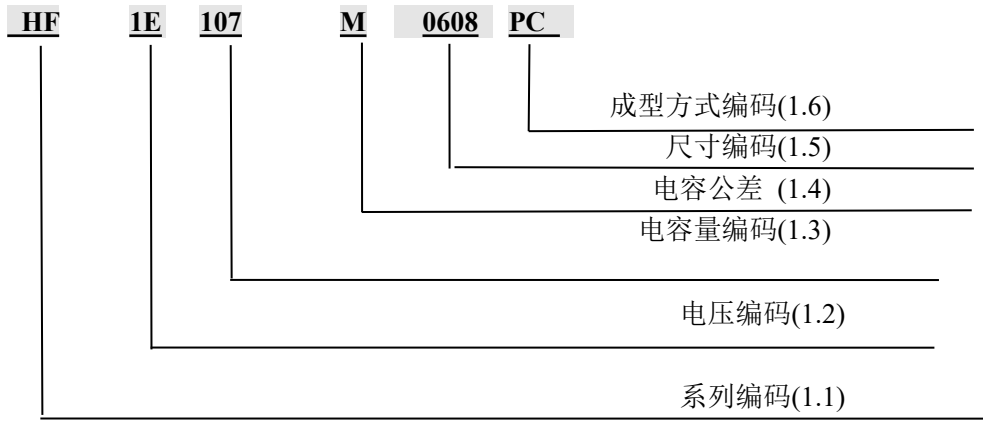 HF 1E 107 M 0608 PC
成型方式编码(1.6)
尺寸编码(1.5)
电容公差 (1.4)
电容量编码(1.3)
电压编码(1.2)
系列编码(1.1)